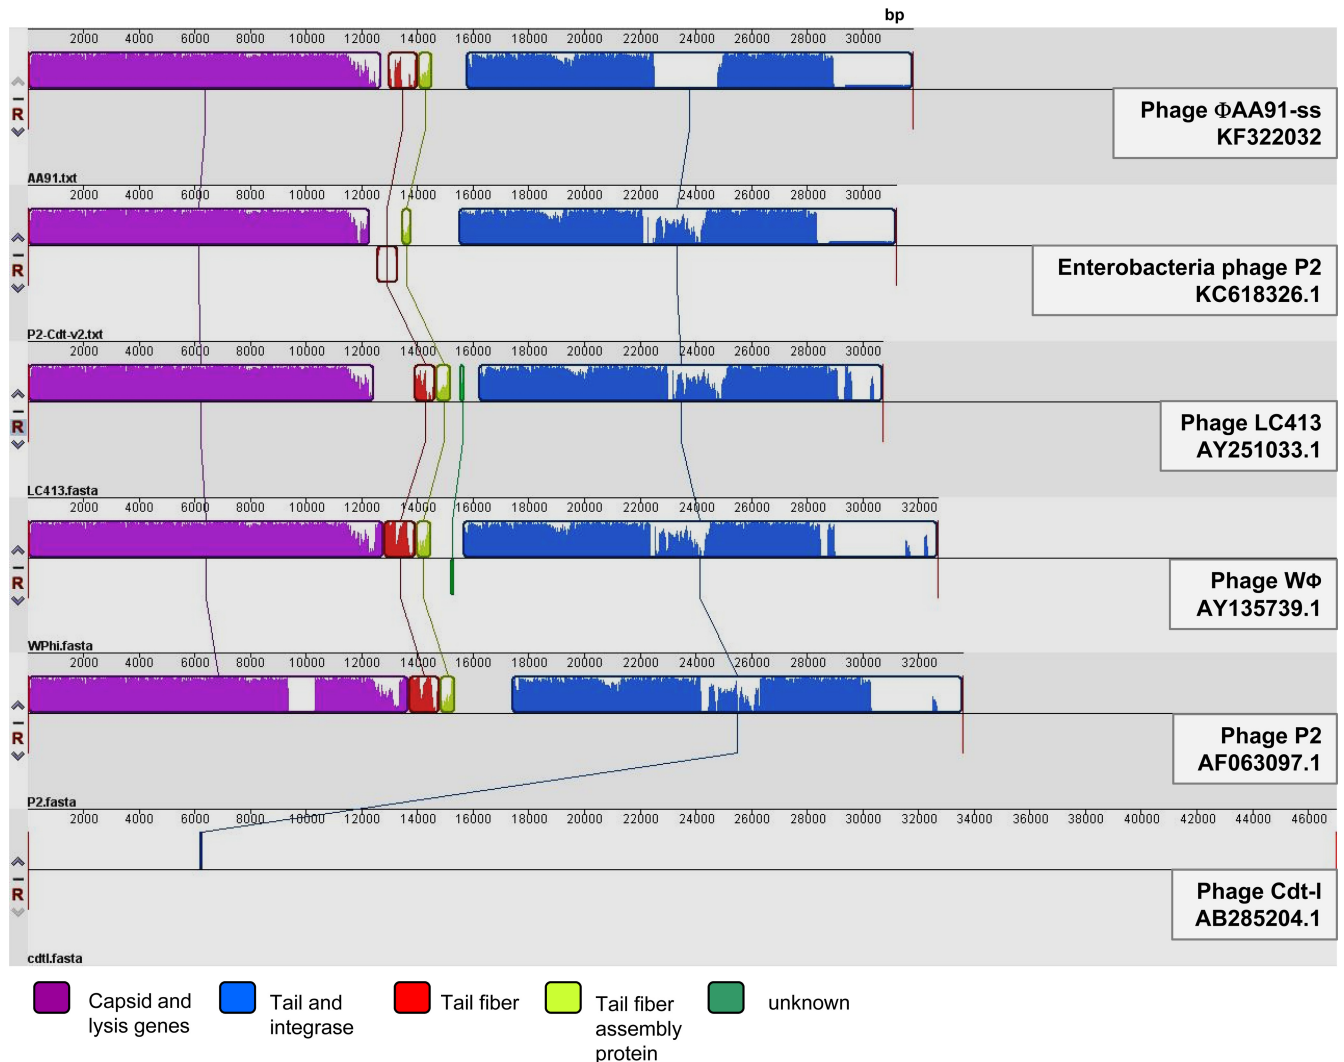 bp
2000 4000 6000 8000 10000 12000 14000 16000 18000 20000 22000 24000 26000 28000 30000
R
Phage ΦAA91-ss
KF322032
AA91.txt
2000 4000 6000 8000 10000 12000 14000 16000 18000 20000 22000 24000 26000 28000 30000
R
Enterobacteria phage P2
KC618326.1
P2-Cdt-v2.txt
2000 4000 6000 8000 10000 12000 14000 16000 18000 20000 22000 24000 26000 28000 30000
R
Phage LC413
AY251033.1
LC413.fasta
2000 4000 6000 8000 10000 12000 14000 16000 18000 20000 22000 24000 26000 28000 30000 32000
R
Phage WΦ
AY135739.1
WPhi.fasta
2000 4000 6000 8000 10000 12000 14000 16000 18000 20000 22000 24000 26000 28000 30000 32000
R
Phage P2
AF063097.1
P2.fasta
2000 4000 6000 8000 10000 12000 14000 16000 18000 20000 22000 24000 26000 28000 30000 32000 34000 36000 38000 40000 42000 44000 46000
R
Phage Cdt-I
AB285204.1
cdtI.fasta
Capsid and
lysis genes
Tail and
integrase
Tail fiber
Tail fiber
assembly
protein
unknown